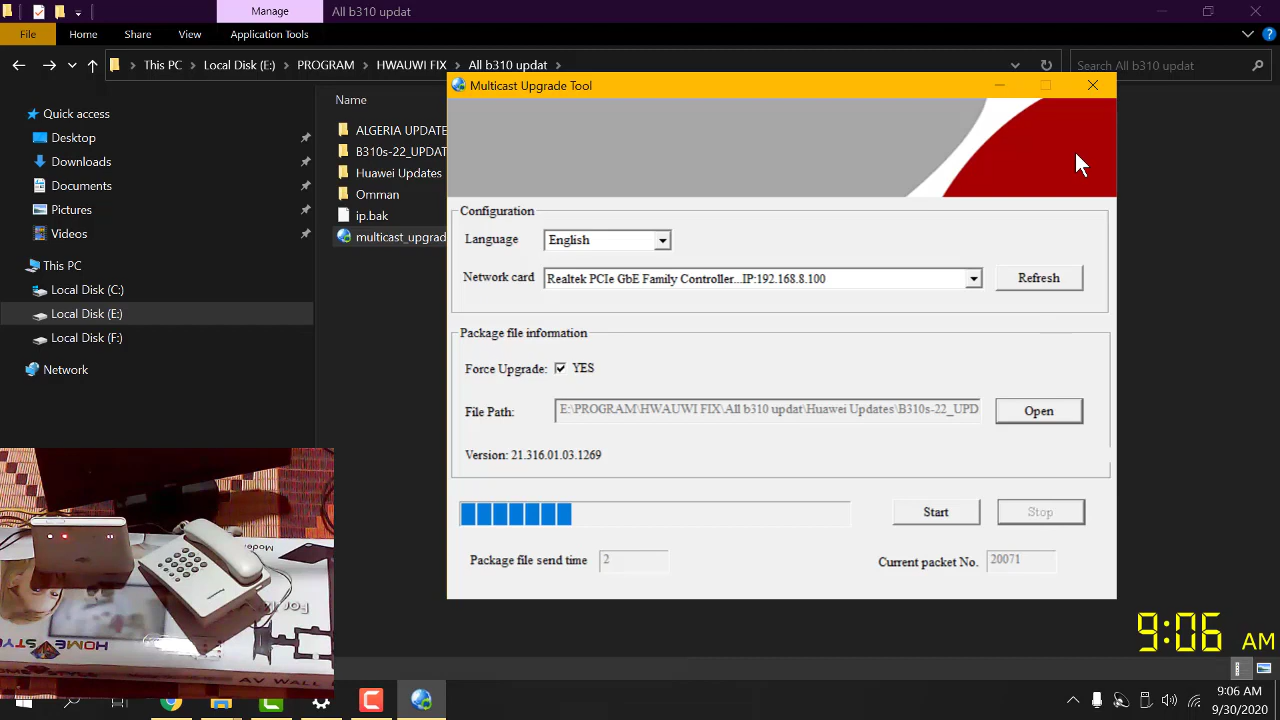 Manage
All b310 updat
File
Home
Share
View
Application Tools
This PC
Local Disk (E:)
PROGRAM
HWAUWI FIX
All b310 updat
Search All b310 updat
Quick access
Desktop
Downloads
Documents
Pictures
Videos
This PC
Local Disk (C:)
Local Disk (E:)
Local Disk (F:)
Network
Name
ALGERIA UPDATE
B310s-22_UPDAT
Huawei Updates
Omman
ip.bak
multicast_upgrad
Multicast Upgrade Tool
Configuration
Language
English
Network card
Realtek PCIe GbE Family Controller...IP:192.168.8.100
Refresh
Package file information
Force Upgrade:
YES
File Path:
E:\PROGRAM\HWAUWI FIX\All b310 updat\Huawei Updates\B310s-22_UPD
Open
Version: 21.316.01.03.1269
Start
Stop
Package file send time
2
Current packet No.
20071
HOME STY
AV WALL
9:06 AM
9:06 AM
9/30/2020